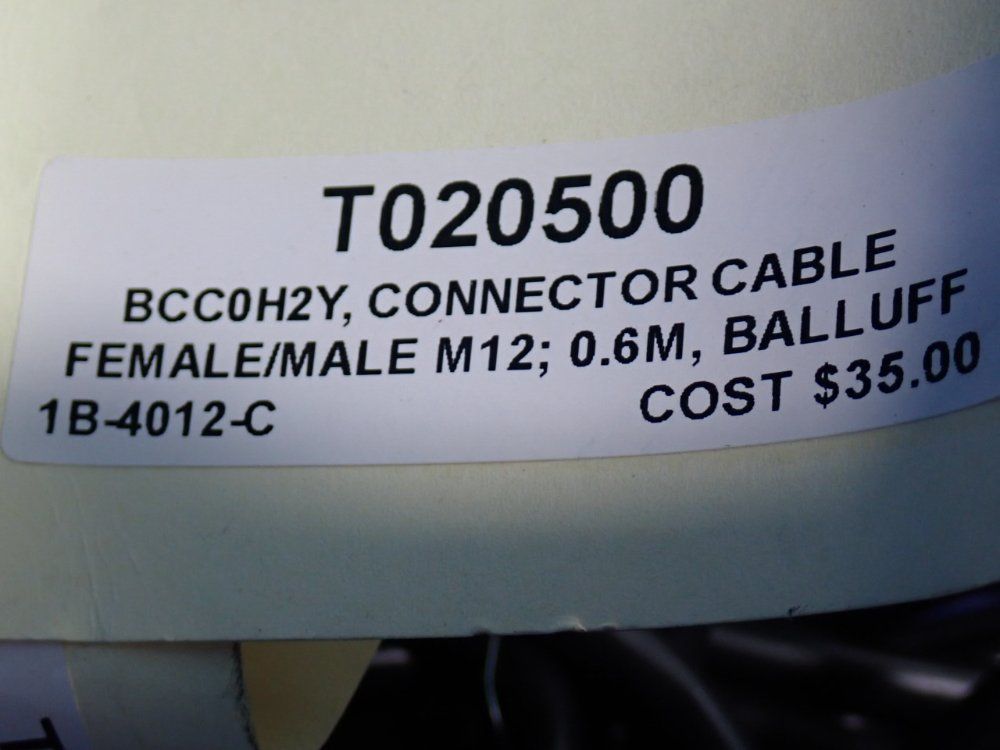 T020500
BCC0H2Y, CONNECTOR CABLE
FEMALE/MALE M12; 0.6M, BALLUFF
1B-4012-C COST $35.00